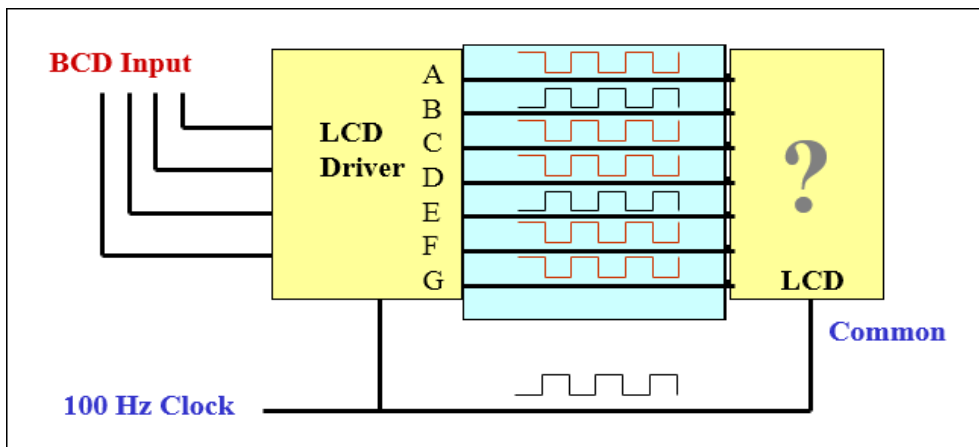 BCD Input
LCD
Driver
A
B
C
D
E
F
G
?
LCD
Common
100 Hz Clock